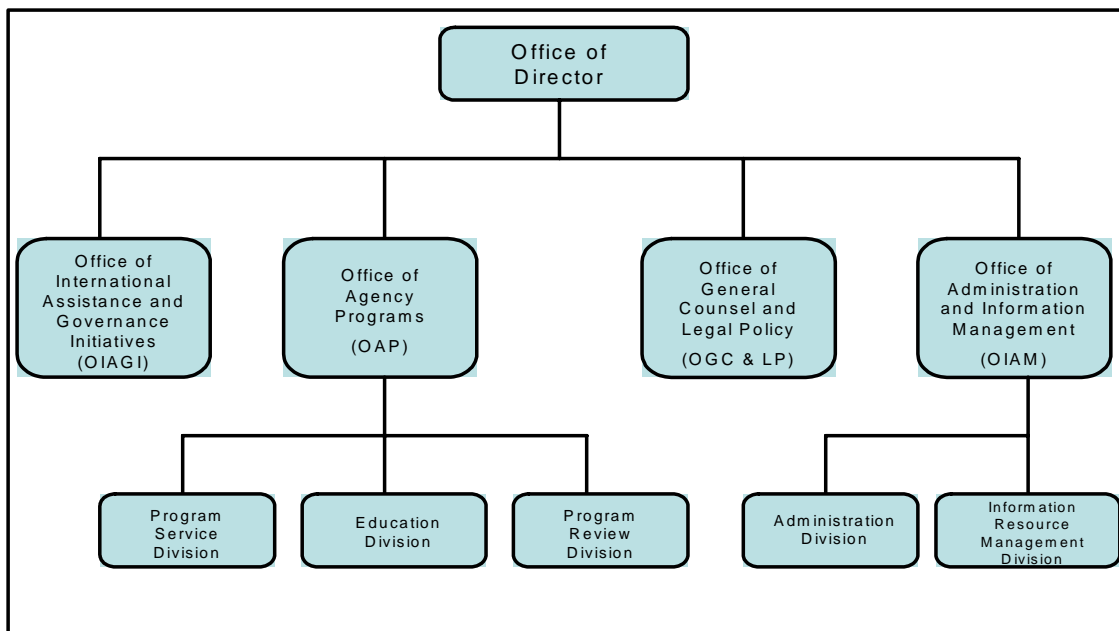 Office of
Director
Office of
International
Assistance and
Governance
Initiatives
(OIAGI)
Office of
Agency
Programs
(OAP)
Office of
General
Counsel and
Legal Policy
(OGC & LP)
Office of
Administration
and Information
Management
(OIAM)
Program
Service
Division
Education
Division
Program
Review
Division
Administration
Division
Information
Resource
Management
Division